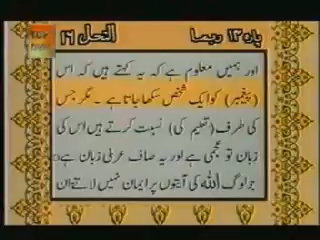 النحل ۱۶
پارہ ۱۴ ربما
اور ہمیں معلوم ہے کہ یہ کہتے ہیں کہ اس
(پیغمبر) کو ایک شخص سکھا جاتا ہے ۔ مگر جس
کی طرف (تعلیم کی) نسبت کرتے ہیں اس کی
زبان تو عجمی ہے اور یہ صاف عربی زبان ہے ﴿
جو لوگ اللہ کی آیتوں پر ایمان نہیں لاتے ان